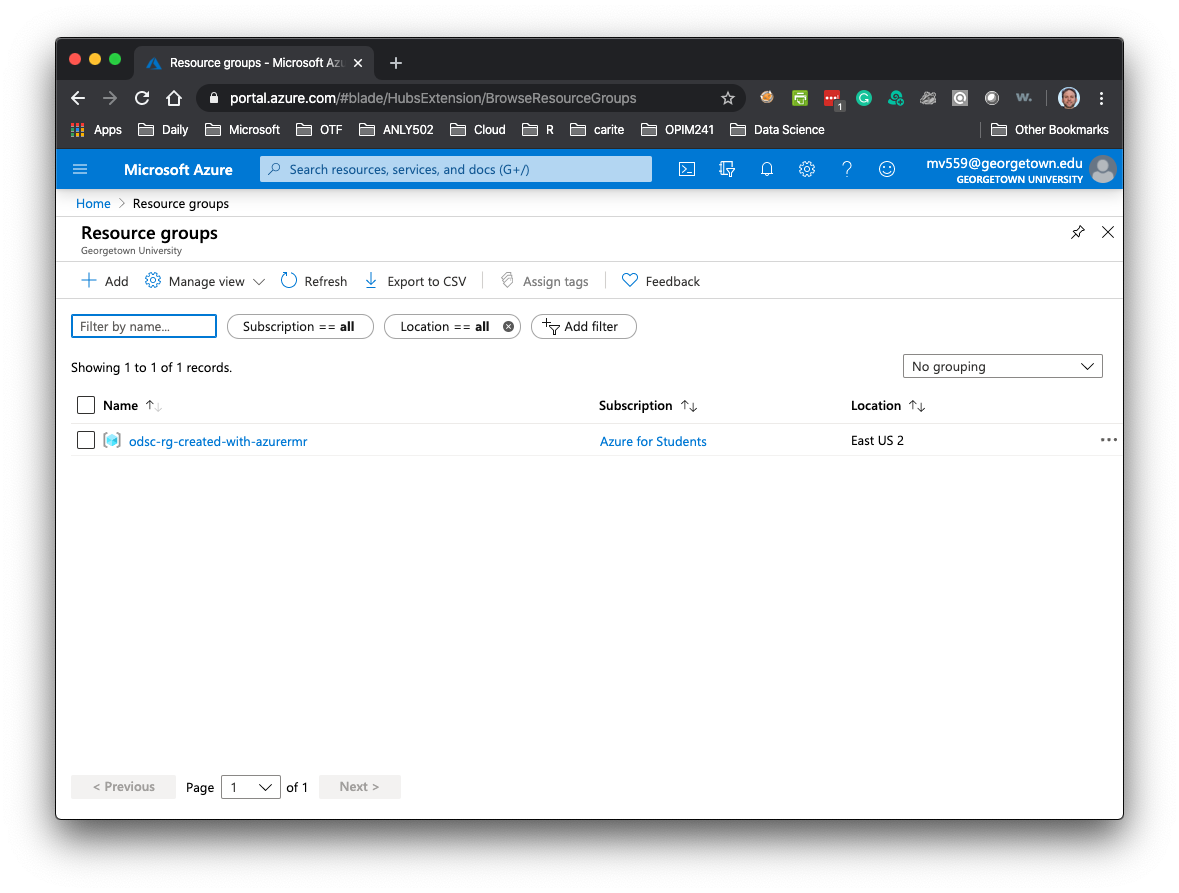 Resource groups - Microsoft Azu
portal.azure.com/#blade/HubsExtension/BrowseResourceGroups
1
w.
Apps Daily Microsoft OTF ANLY502 Cloud R carite OPIM241 Data Science Other Bookmarks
Microsoft Azure Search resources, services, and docs (G+/) mv559@georgetown.edu
GEORGETOWN UNIVERSITY
Home > Resource groups
Resource groups
Georgetown University
Add Manage view Refresh Export to CSV Assign tags Feedback
Filter by name... Subscription == all Location == all Add filter
Showing 1 to 1 of 1 records. No grouping
Name Subscription Location
odsc-rg-created-with-azurermr Azure for Students East US 2
< Previous Page 1 of 1 Next >